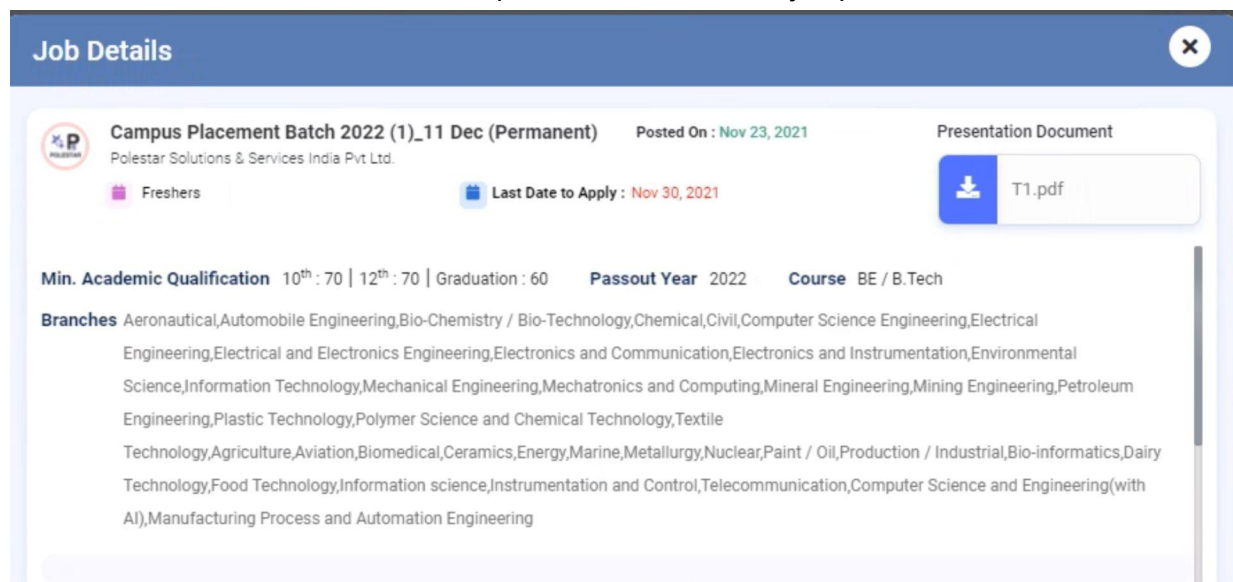 Job Details
Campus Placement Batch 2022 (1)_11 Dec (Permanent) Posted On : Nov 23, 2021 Presentation Document
POLESTAR
Polestar Solutions & Services India Pvt Ltd.
Freshers Last Date to Apply : Nov 30, 2021 T1.pdf
Min. Academic Qualification 10th : 70 | 12th : 70 | Graduation : 60 Passout Year 2022 Course BE / B.Tech
Branches Aeronautical,Automobile Engineering,Bio-Chemistry / Bio-Technology,Chemical,Civil,Computer Science Engineering,Electrical
Engineering,Electrical and Electronics Engineering,Electronics and Communication,Electronics and Instrumentation,Environmental
Science,Information Technology,Mechanical Engineering,Mechatronics and Computing,Mineral Engineering,Mining Engineering,Petroleum
Engineering,Plastic Technology,Polymer Science and Chemical Technology,Textile
Technology,Agriculture,Aviation,Biomedical,Ceramics,Energy,Marine,Metallurgy,Nuclear,Paint / Oil,Production / Industrial,Bio-informatics,Dairy
Technology,Food Technology,Information science,Instrumentation and Control,Telecommunication,Computer Science and Engineering(with
AI),Manufacturing Process and Automation Engineering